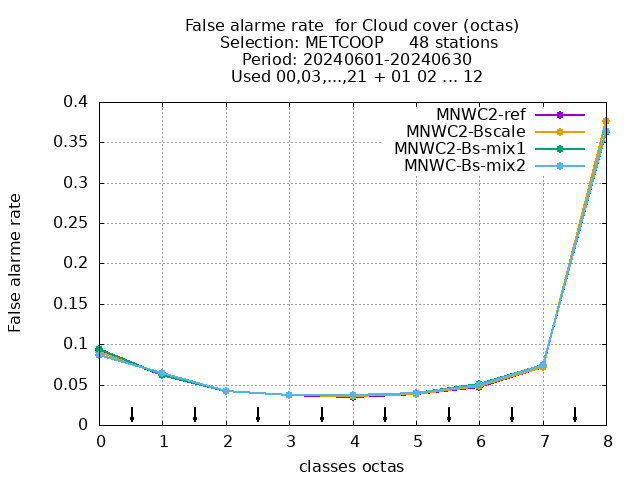 False alarme rate  for Cloud cover (octas)
Selection: METCOOP     48 stations
Period: 20240601-20240630
Used 00,03,...,21 + 01 02 ... 12
MNWC2-ref
MNWC2-Bscale
MNWC2-Bs-mix1
MNWC-Bs-mix2
False alarme rate
0.4
0.35
0.3
0.25
0.2
0.15
0.1
0.05
0
0 1 2 3 4 5 6 7 8
classes octas